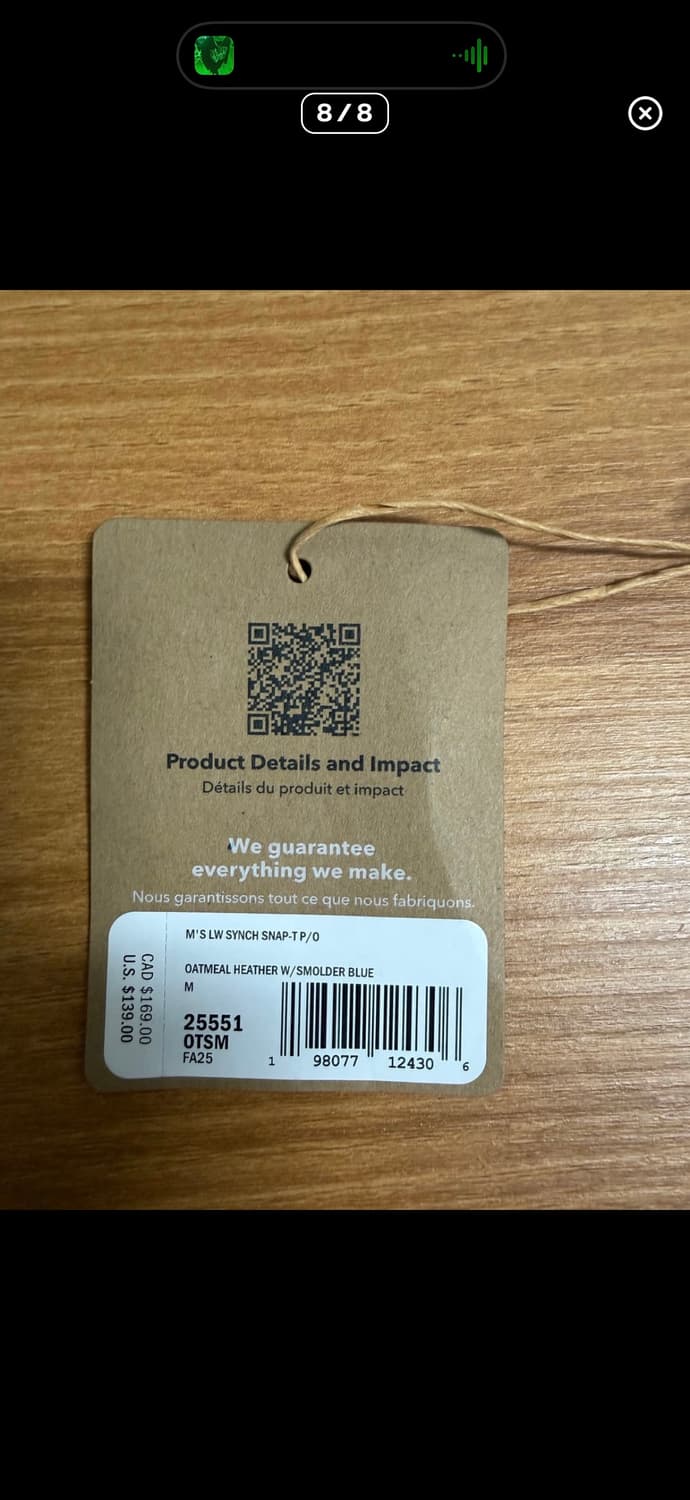 8/8
Product Details and Impact
Détails du produit et impact
We guarantee
everything we make.
Nous garantissons tout ce que nous fabriquons.
M'S LW SYNCH SNAP-T P/O
OATMEAL HEATHER W/SMOLDER BLUE
M
25551
OTSM
FA25
1 98077 12430 6
CAD $169.00
U.S. $139.00